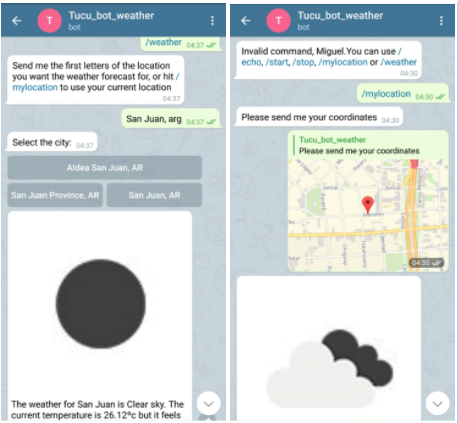 Tucu_bot_weather
bot
/weather 04:37
Send me the first letters of the location
you want the weather forecast for, or hit /
mylocation to use your current location
04:37
San Juan, arg 04:37
Select the city: 04:37
Aldea San Juan, AR
San Juan Province, AR
San Juan, AR
The weather for San Juan is Clear sky. The
current temperature is 26.12ºc but it feels
Tucu_bot_weather
bot
Invalid command, Miguel.You can use /
echo, /start, /stop, /mylocation or /weather
04:30
/mylocation 04:30
Please send me your coordinates 04:30
Tucu_bot_weather
Please send me your coordinates
04:30